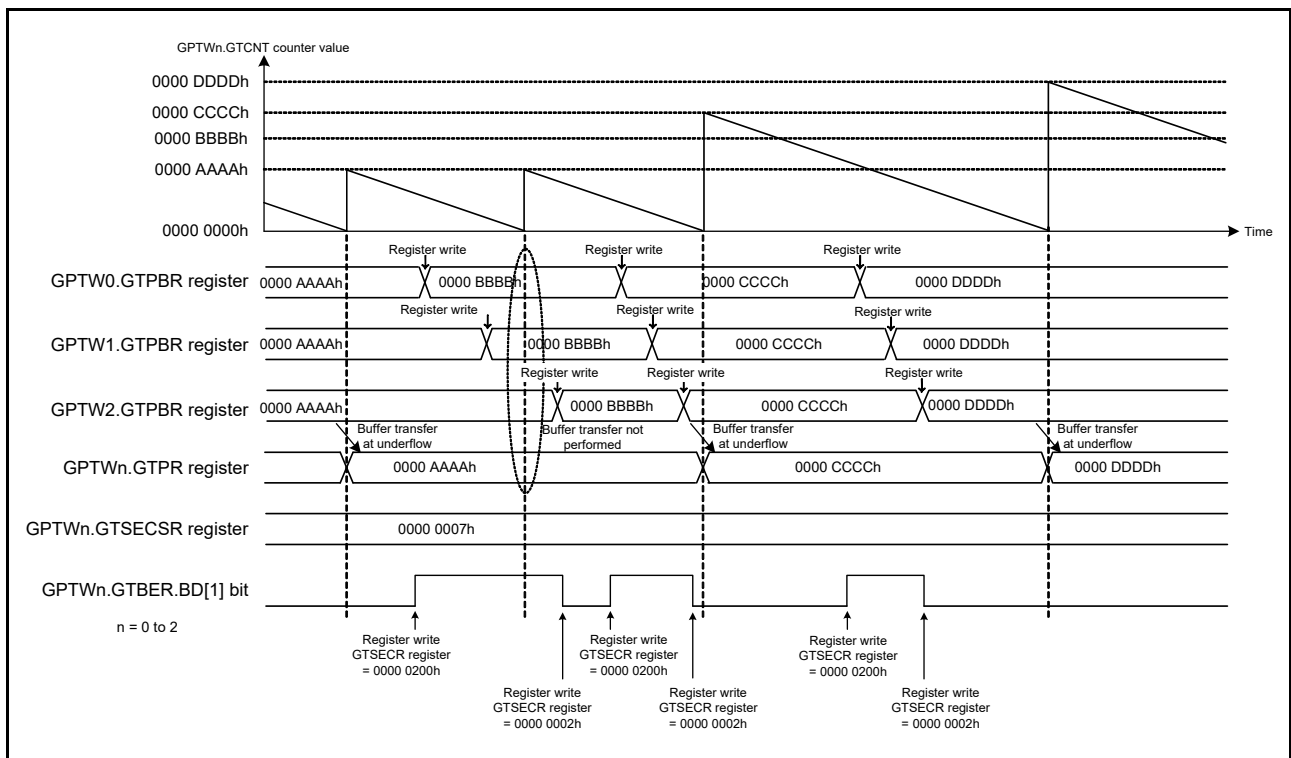 GPTWn.GTCNT counter value
0000 DDDDh
0000 CCCCh
0000 BBBBh
0000 AAAAh
0000 0000h
Time
Register write
Register write
Register write
GPTW0.GTPBR register
0000 AAAAh
0000 BBBBh
0000 CCCCh
0000 DDDDh
Register write
Register write
Register write
GPTW1.GTPBR register
0000 AAAAh
0000 BBBBh
0000 CCCCh
0000 DDDDh
Register write
Register write
Register write
GPTW2.GTPBR register
0000 AAAAh
0000 BBBBh
0000 CCCCh
0000 DDDDh
Buffer transfer
at underflow
Buffer transfer not
performed
Buffer transfer
at underflow
Buffer transfer
at underflow
GPTWn.GTPR register
0000 AAAAh
0000 CCCCh
0000 DDDDh
GPTWn.GTSECSR register
0000 0007h
GPTWn.GTBER.BD[1] bit
n = 0 to 2
Register write
GTSECR register
= 0000 0200h
Register write
GTSECR register
= 0000 0200h
Register write
GTSECR register
= 0000 0200h
Register write
GTSECR register
= 0000 0002h
Register write
GTSECR register
= 0000 0002h
Register write
GTSECR register
= 0000 0002h